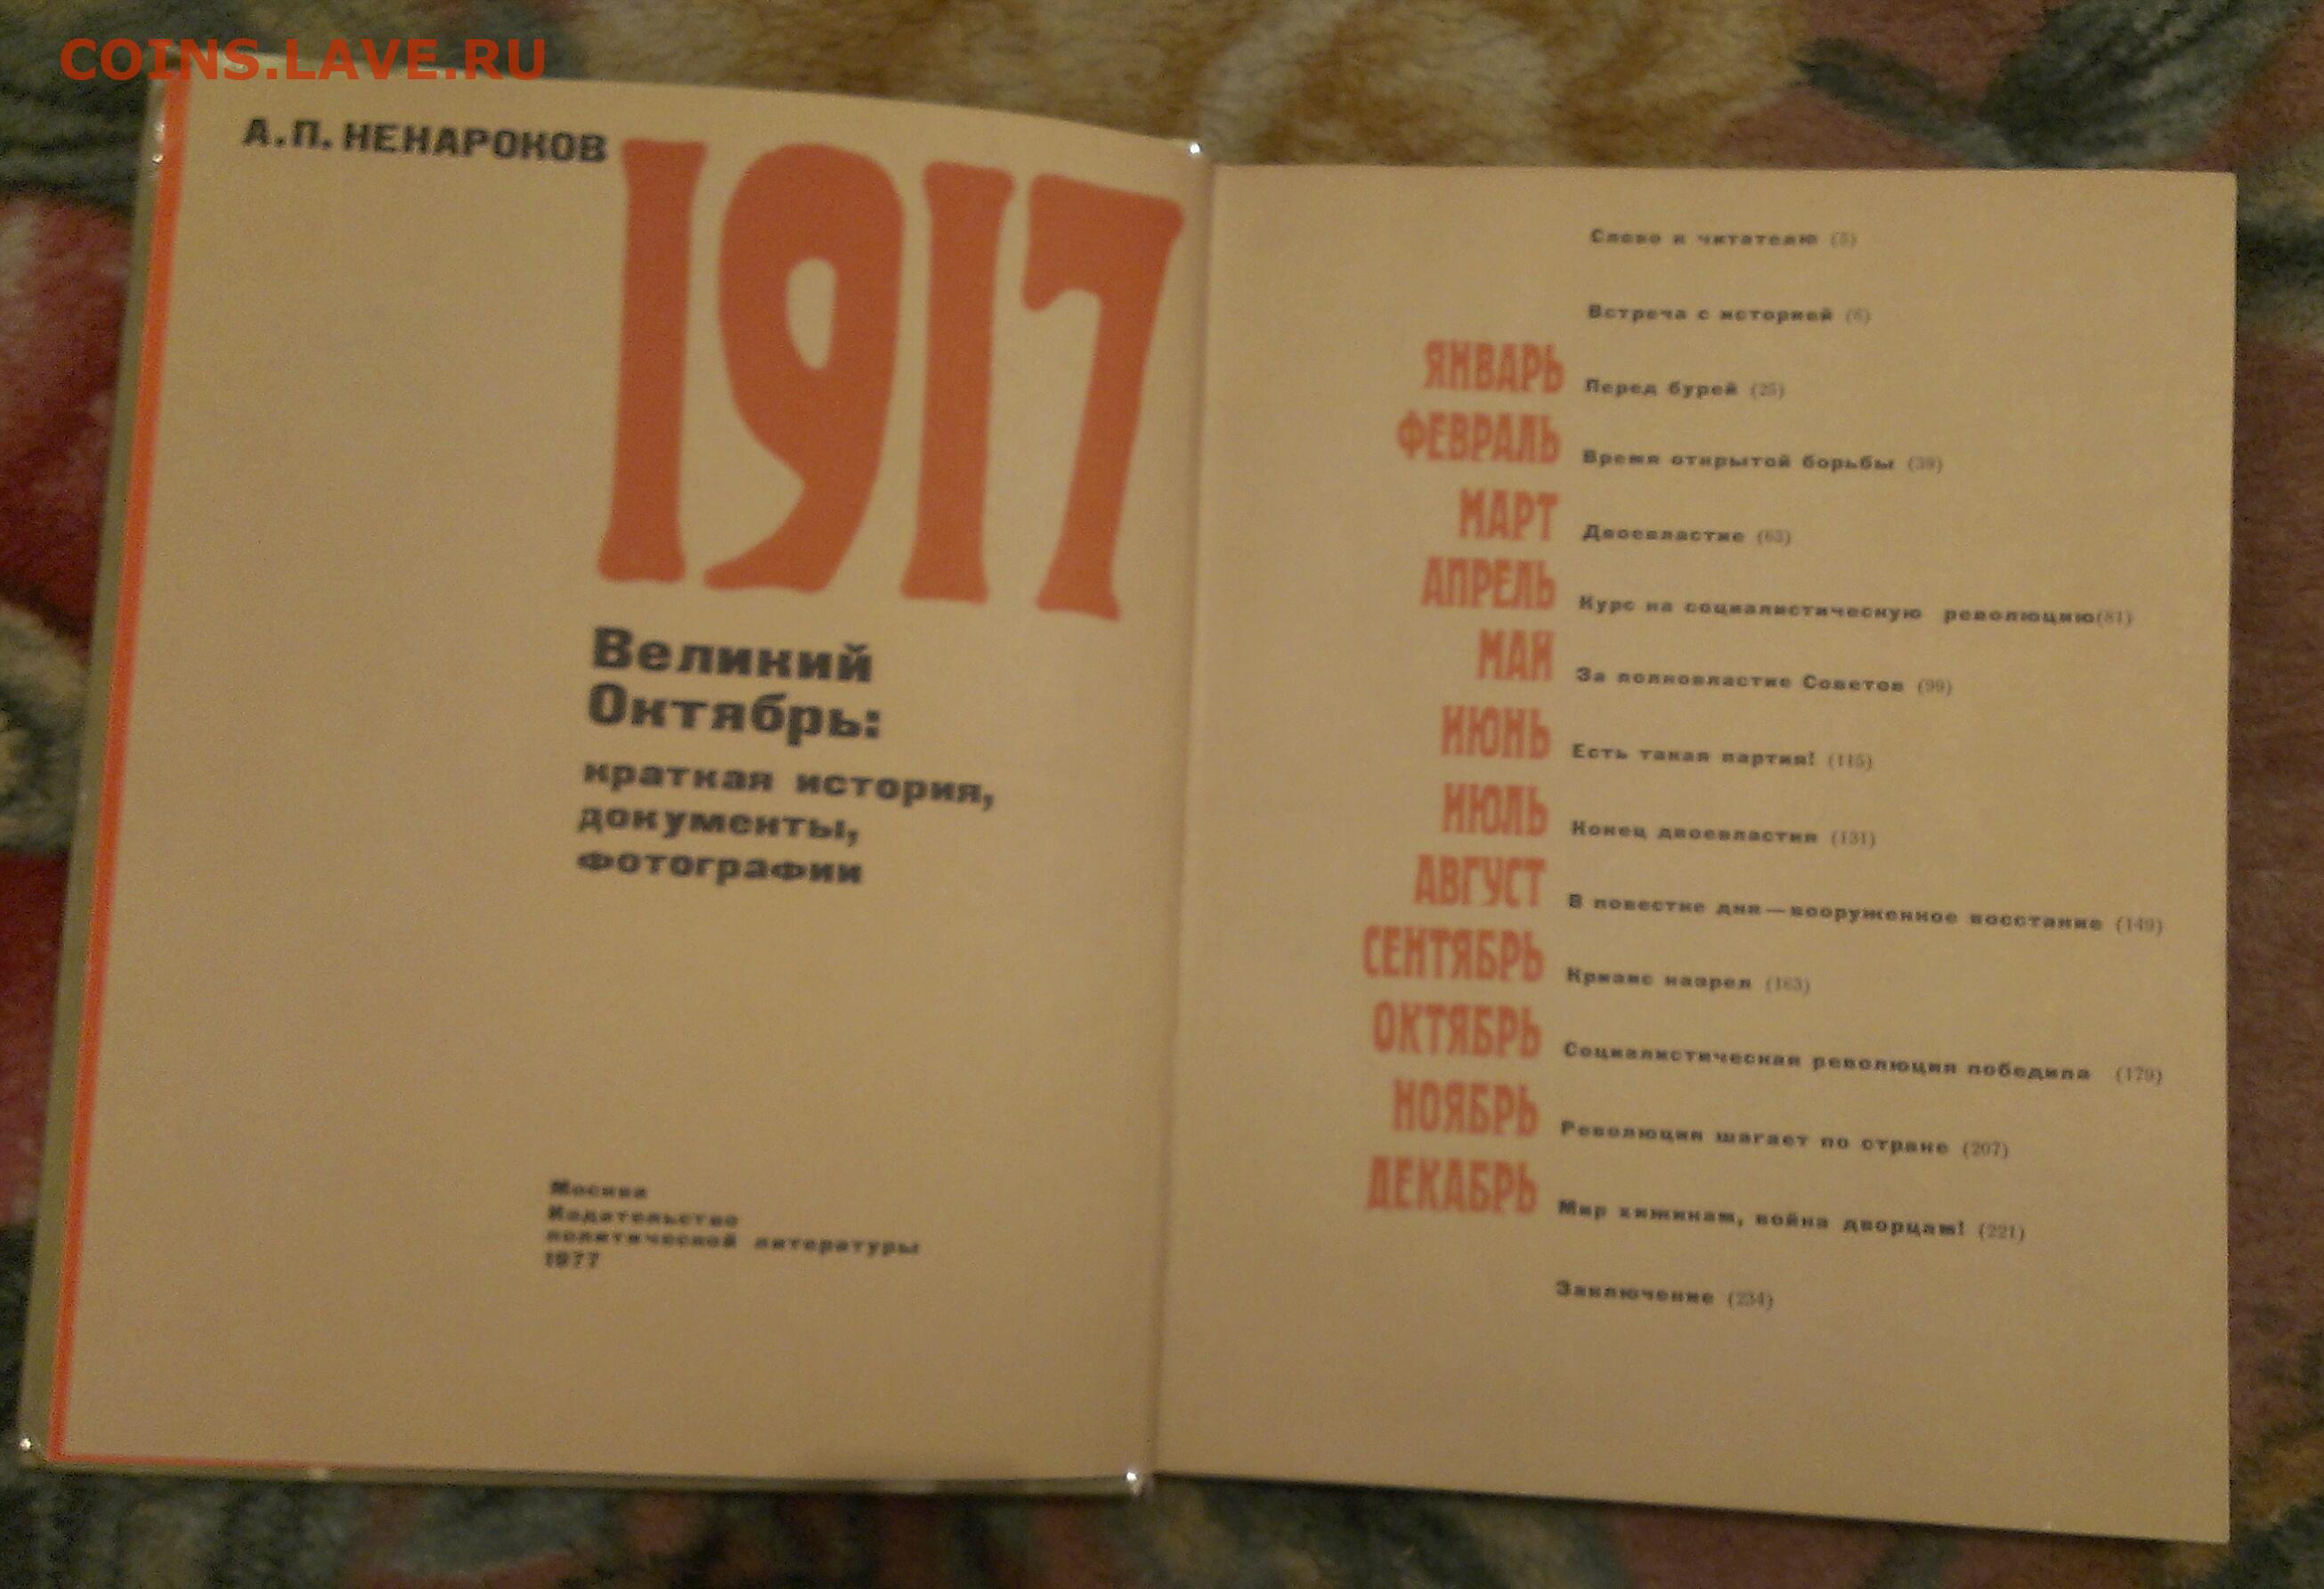 COINS.LAVE.RU
А.П. НЕНАРОКОВ
1917
Великий
Октябрь:
краткая история,
документы,
фотографии
Москва
Издательство
политической литературы
1977
Слово к читателю (5)
Встреча с историей (6)
ЯНВАРЬ Перед бурей (25)
ФЕВРАЛЬ Время открытой борьбы (39)
МАРТ Двоевластие (63)
АПРЕЛЬ Курс на социалистическую революцию (81)
МАЙ За полновластие Советов (99)
ИЮНЬ Есть такая партия! (115)
ИЮЛЬ Конец двоевластия (131)
АВГУСТ В повестке дня — вооруженное восстание (149)
СЕНТЯБРЬ Кризис назрел (163)
ОКТЯБРЬ Социалистическая революция победила (179)
НОЯБРЬ Революция шагает по стране (207)
ДЕКАБРЬ Мир хижинам, война дворцам! (221)
Заключение (234)